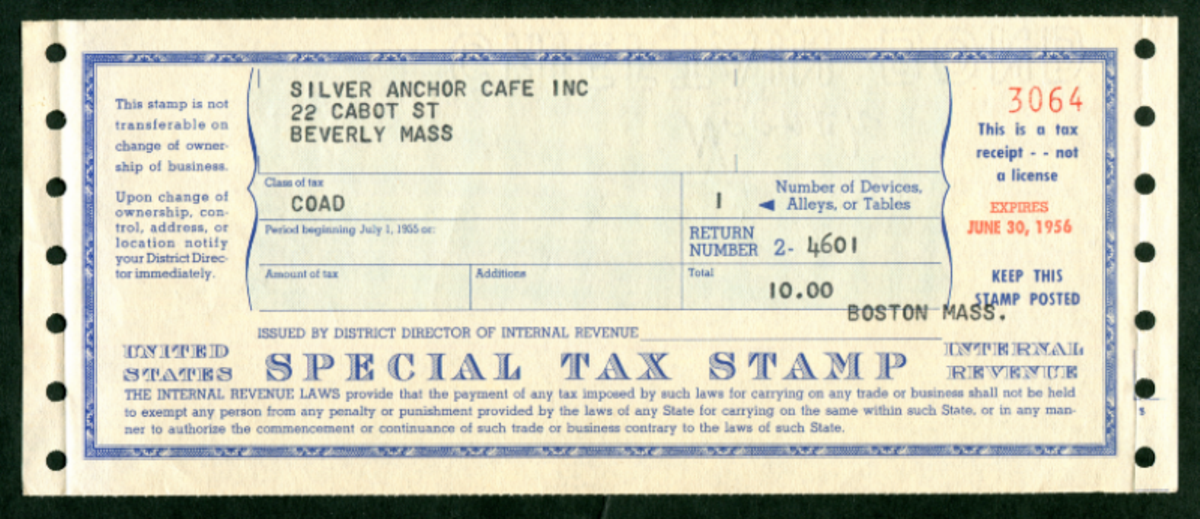 SILVER ANCHOR CAFE INC
22 CABOT ST
BEVERLY MASS
This stamp is not
transferable on
change of owner-
ship of business.
Upon change of
ownership, con-
trol, address, or
location notify
your District Direc-
tor immediately.
Class of tax
COAD
1
Number of Devices,
Alleys, or Tables
Period beginning July 1, 1955 or:
RETURN
NUMBER 2- 4601
Amount of tax
Additions
Total
10.00
3064
This is a tax
receipt - - not
a license
EXPIRES
JUNE 30, 1956
KEEP THIS
STAMP POSTED
BOSTON MASS.
ISSUED BY DISTRICT DIRECTOR OF INTERNAL REVENUE
UNITED
STATES
SPECIAL TAX STAMP
INTERNAL
REVENUE
THE INTERNAL REVENUE LAWS provide that the payment of any tax imposed by such laws for carrying on any trade or business shall not be held
to exempt any person from any penalty or punishment provided by the laws of any State for carrying on the same within such State, or in any man-
ner to authorize the commencement or continuance of such trade or business contrary to the laws of such State.